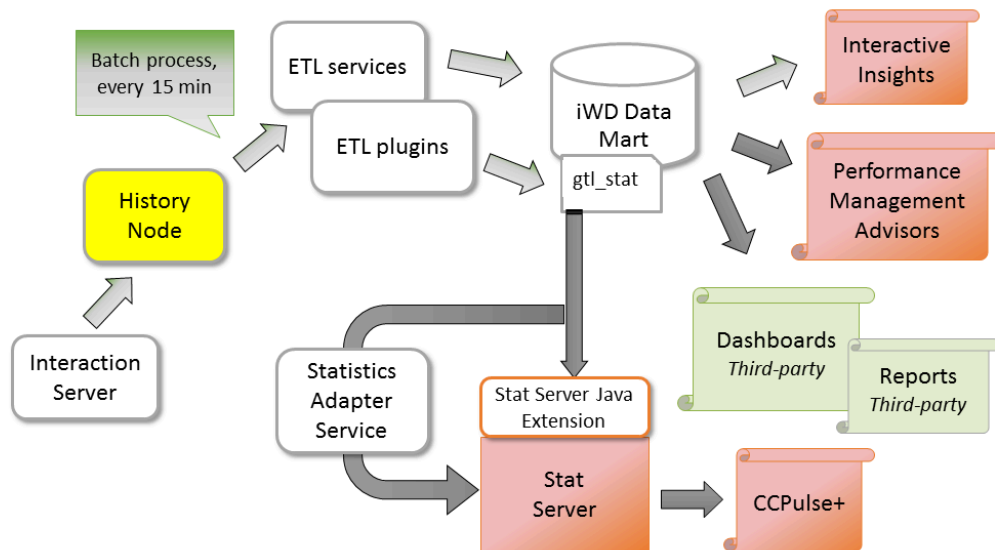 Batch process,
every 15 min
ETL services
ETL plugins
iWD Data
Mart
gtl_stat
Interactive
Insights
Performance
Management
Advisors
History
Node
Interaction
Server
Statistics
Adapter
Service
Stat Server Java
Extension
Stat
Server
Dashboards
Third-party
Reports
Third-party
CCPulse+